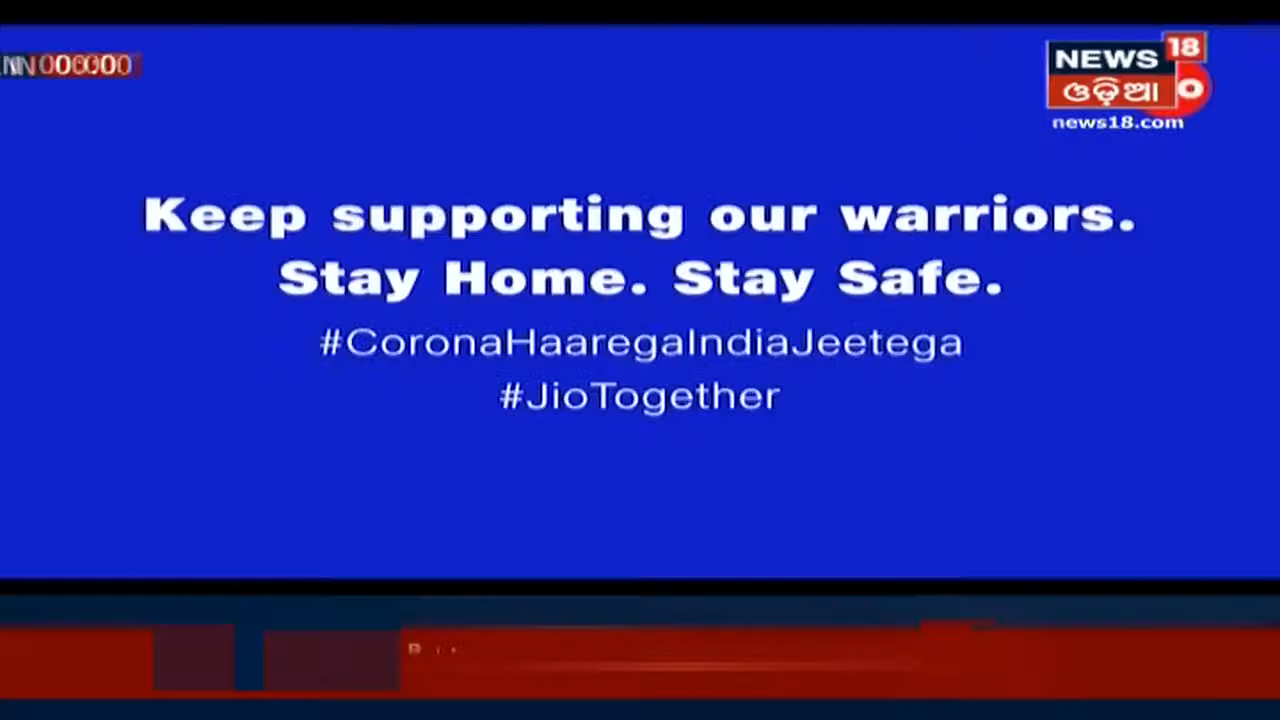 NEWS 18
ଓଡ଼ିଆ
news18.com
Keep supporting our warriors.
Stay Home. Stay Safe.
#CoronaHaaregaIndiaJeetega
#JioTogether